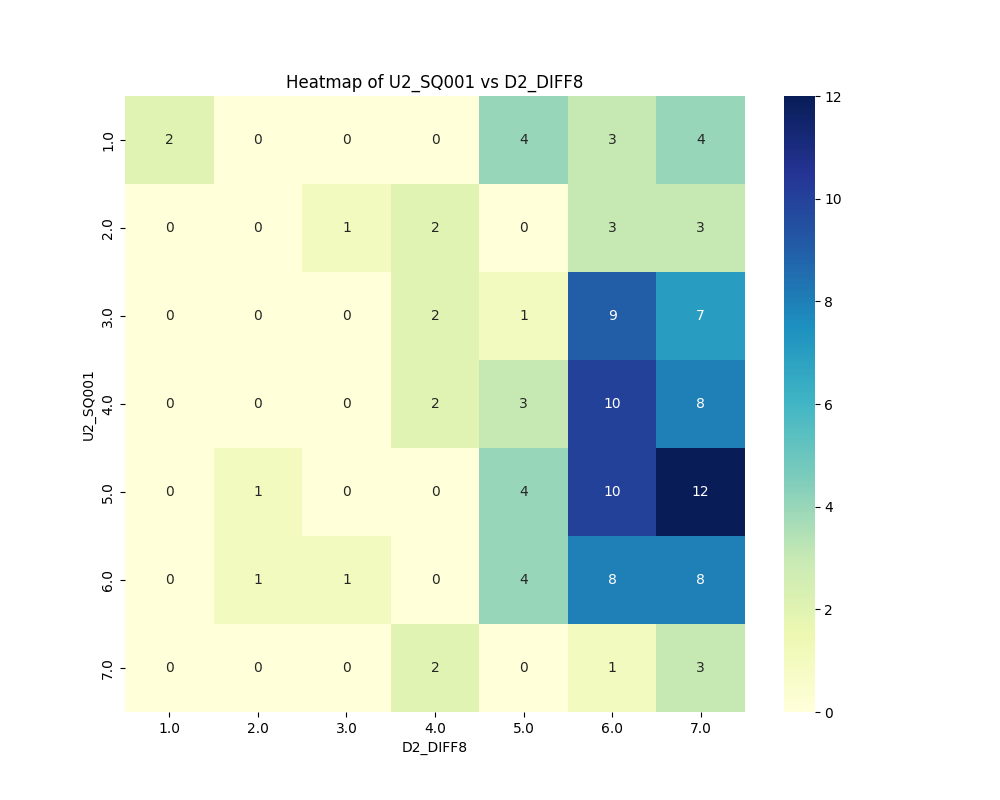 Heatmap of U2_SQ001 vs D2_DIFF8
U2_SQ001
1.0 2 0 0 0 4 3 4
2.0 0 0 1 2 0 3 3
3.0 0 0 0 2 1 9 7
4.0 0 0 0 2 3 10 8
5.0 0 1 0 0 4 10 12
6.0 0 1 1 0 4 8 8
7.0 0 0 0 2 0 1 3
1.0 2.0 3.0 4.0 5.0 6.0 7.0
D2_DIFF8
12
10
8
6
4
2
0